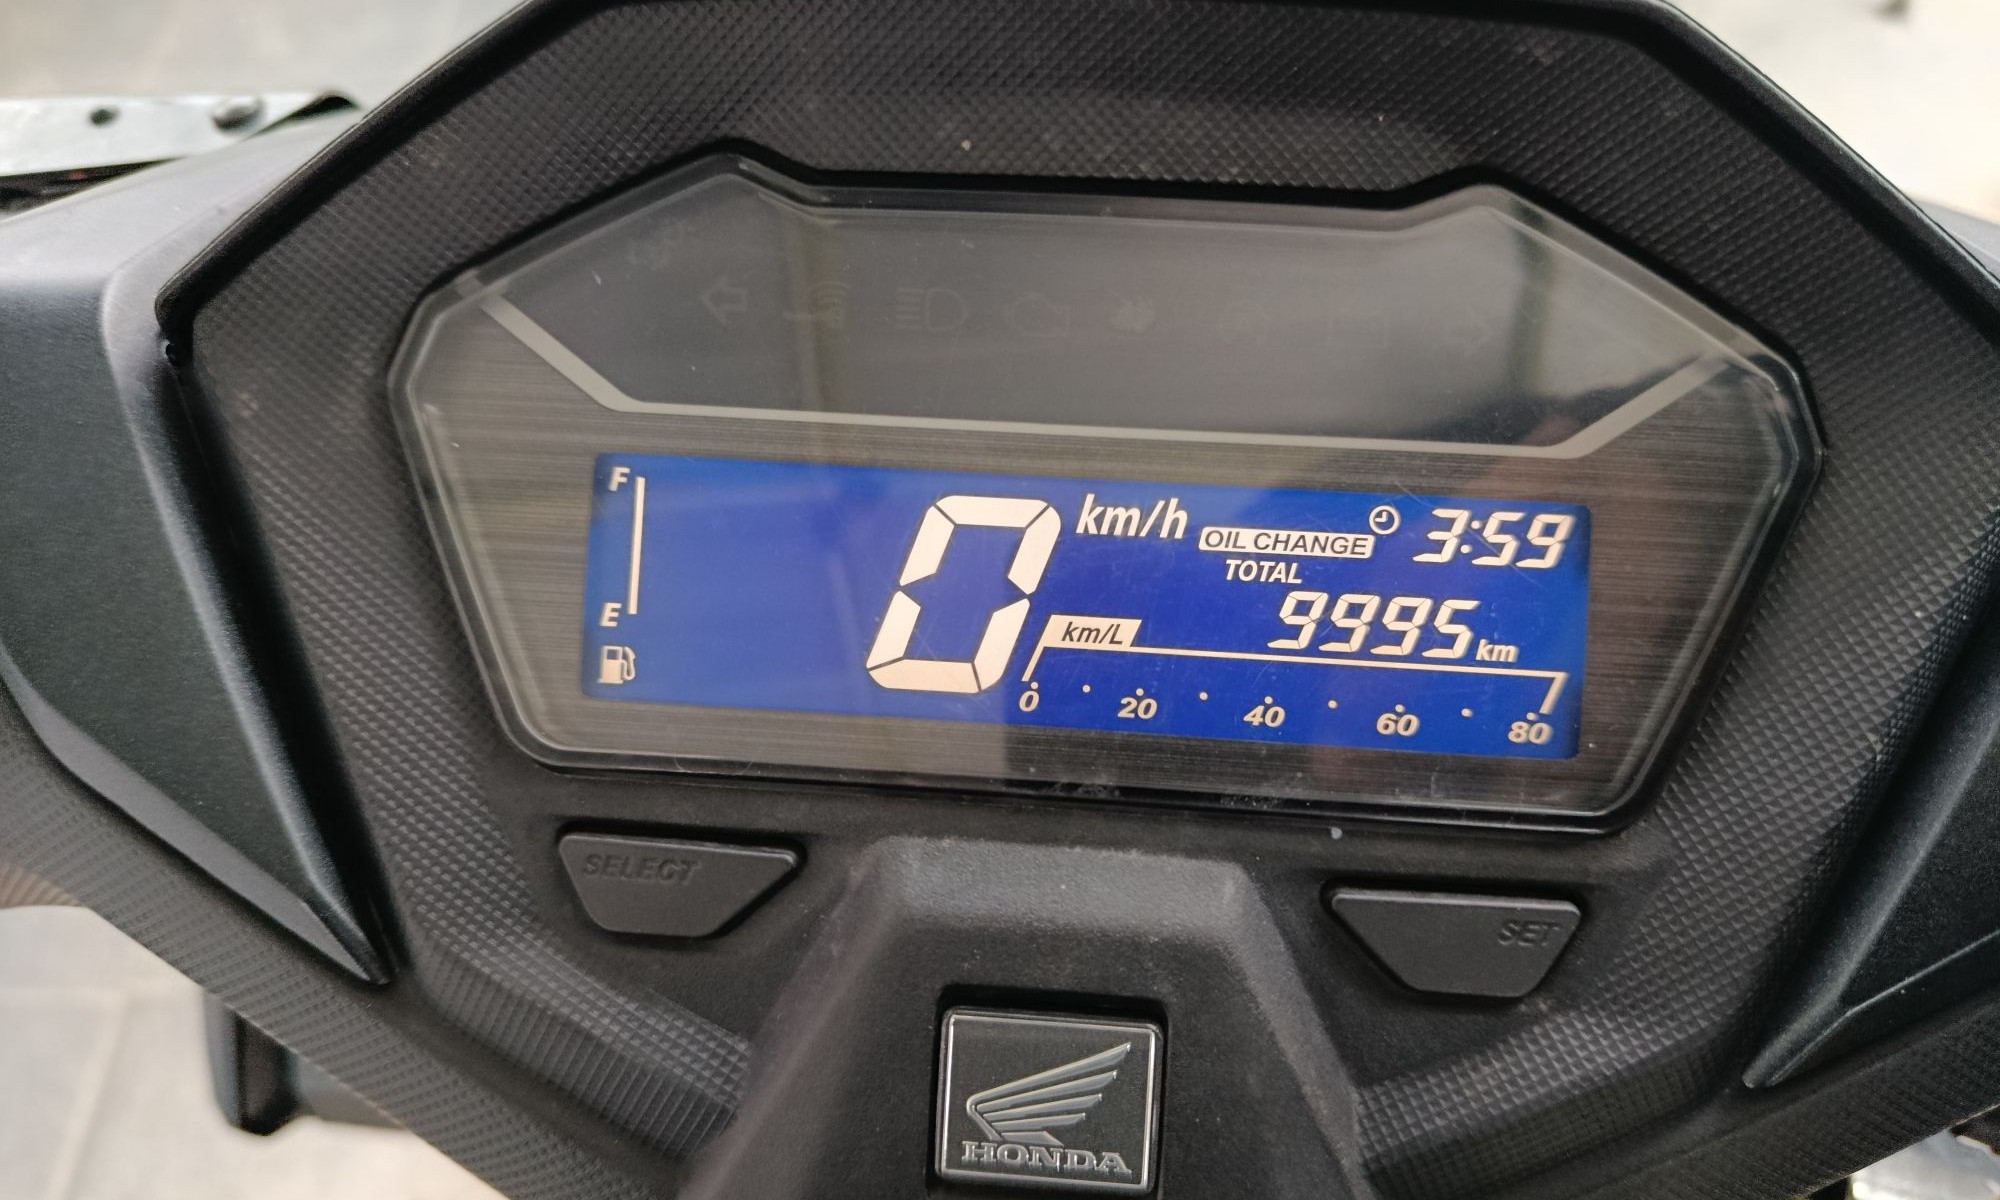 F
E
0 km/h
OIL CHANGE
3:59
TOTAL
9995 km
km/L
0 20 40 60 80
SELECT
SET
HONDA